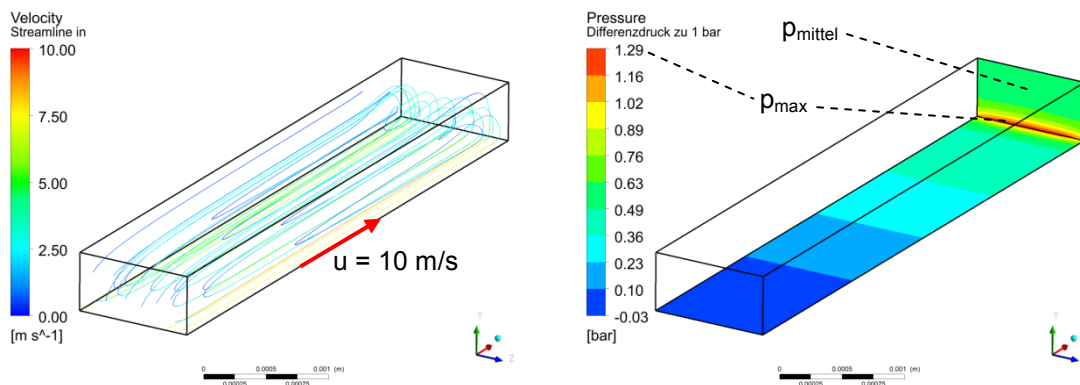 Velocity
Streamline in
10.00
7.50
5.00
2.50
0.00
[m s^-1]
u = 10 m/s
Y
Z
0 0.0005 0.001 (m)
0.00025 0.00075
Pressure
Differenzdruck zu 1 bar
1.29
1.16
1.02
0.89
0.76
0.63
0.49
0.36
0.23
0.10
-0.03
[bar]
pmittel
pmax
Y
Z
0 0.0005 0.001 (m)
0.00025 0.00075